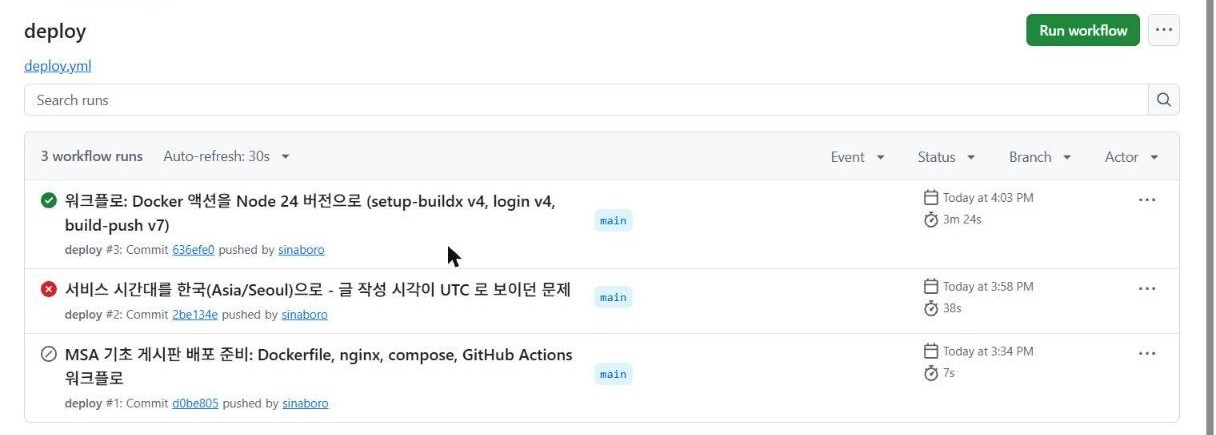 deploy
Run workflow
deploy.yml
Search runs
3 workflow runs Auto-refresh: 30s Event Status Branch Actor
워크플로: Docker 액션을 Node 24 버전으로 (setup-buildx v4, login v4,
build-push v7)
deploy #3: Commit 636efe0 pushed by sinaboro
main
Today at 4:03 PM
3m 24s
서비스 시간대를 한국(Asia/Seoul)으로 - 글 작성 시각이 UTC 로 보이던 문제
deploy #2: Commit 2be134e pushed by sinaboro
main
Today at 3:58 PM
38s
MSA 기초 게시판 배포 준비: Dockerfile, nginx, compose, GitHub Actions
워크플로
deploy #1: Commit d0be805 pushed by sinaboro
main
Today at 3:34 PM
7s